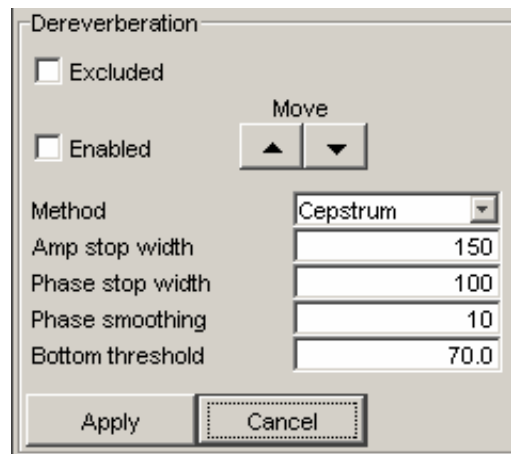 Dereverberation
Excluded
Move
Enabled
Method Cepstrum
Amp stop width 150
Phase stop width 100
Phase smoothing 10
Bottom threshold 70.0
Apply Cancel